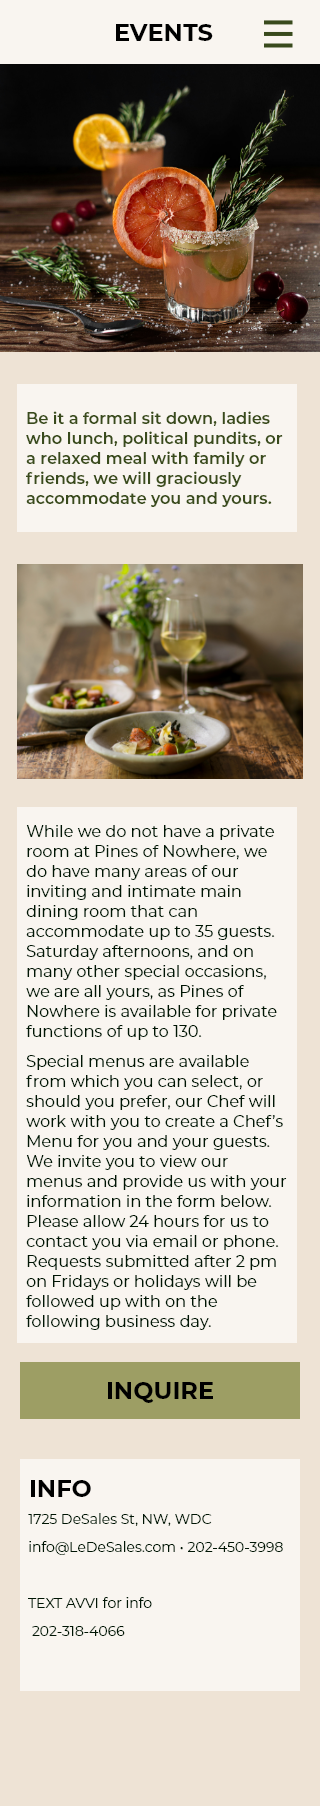 EVENTS
Be it a formal sit down, ladies
who lunch, political pundits, or
a relaxed meal with family or
friends, we will graciously
accommodate you and yours.
While we do not have a private
room at Pines of Nowhere, we
do have many areas of our
inviting and intimate main
dining room that can
accommodate up to 35 guests.
Saturday afternoons, and on
many other special occasions,
we are all yours, as Pines of
Nowhere is available for private
functions of up to 130.
Special menus are available
from which you can select, or
should you prefer, our Chef will
work with you to create a Chef's
Menu for you and your guests.
We invite you to view our
menus and provide us with your
information in the form below.
Please allow 24 hours for us to
contact you via email or phone.
Requests submitted after 2 pm
on Fridays or holidays will be
followed up with on the
following business day.
INQUIRE
INFO
1725 DeSales St, NW, WDC
info@LeDeSales.com • 202-450-3998
TEXT AVVI for info
202-318-4066